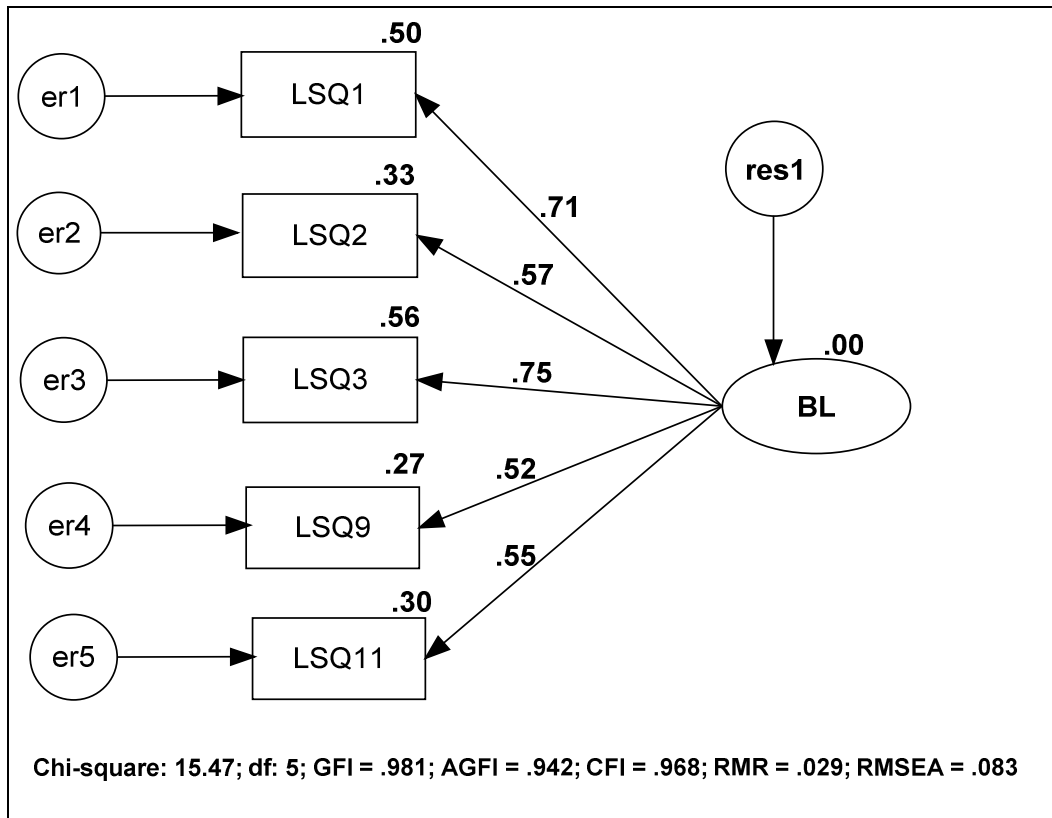 .50
er1
LSQ1
res1
.33
.71
er2
LSQ2
.57
.56
.00
er3
LSQ3
.75
BL
.27
.52
er4
LSQ9
.55
.30
er5
LSQ11
Chi-square: 15.47; df: 5; GFI = .981; AGFI = .942; CFI = .968; RMR = .029; RMSEA = .083